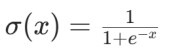 σ(x) = 1/(1+e^{-x})